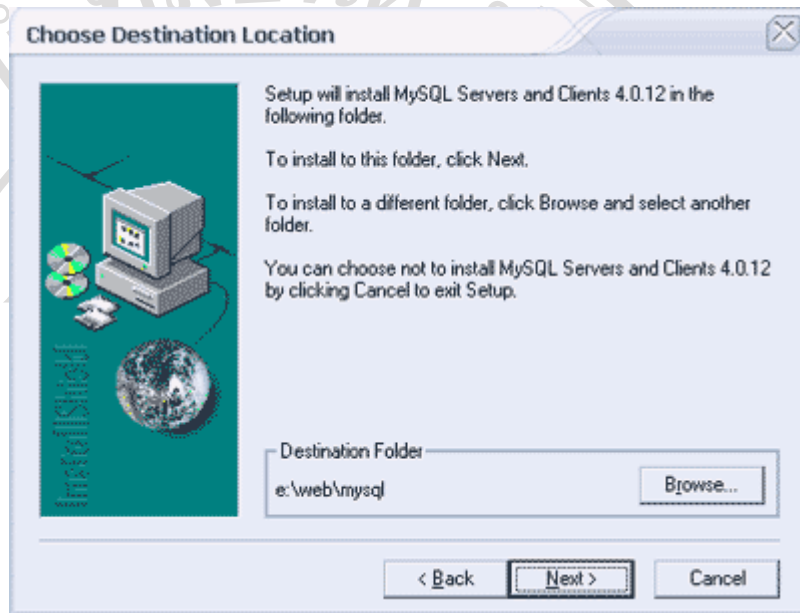 Choose Destination Location
Setup will install MySQL Servers and Clients 4.0.12 in the
following folder.
To install to this folder, click Next.
To install to a different folder, click Browse and select another
folder.
You can choose not to install MySQL Servers and Clients 4.0.12
by clicking Cancel to exit Setup.
InstallShield
Destination Folder
e:\web\mysql
Browse...
< Back
Next >
Cancel